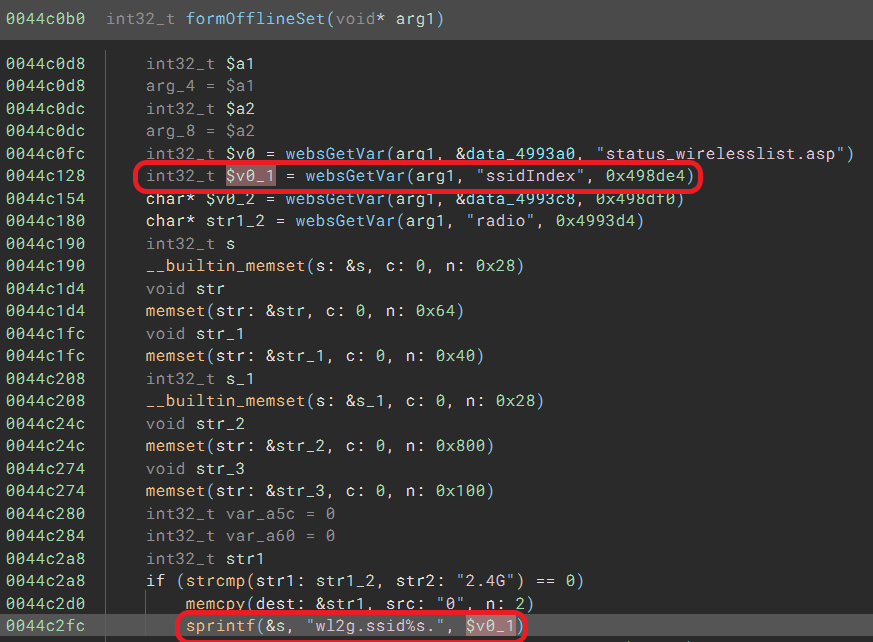 0044c0b0 int32_t formOfflineSet(void* arg1)
0044c0d8 int32_t $a1
0044c0d8 arg_4 = $a1
0044c0dc int32_t $a2
0044c0dc arg_8 = $a2
0044c0fc int32_t $v0 = websGetVar(arg1, &data_4993a0, "status_wirelesslist.asp")
0044c128 int32_t $v0_1 = websGetVar(arg1, "ssidIndex", 0x498de4)
0044c154 char* $v0_2 = websGetVar(arg1, &data_4993c8, 0x498df0)
0044c180 char* str1_2 = websGetVar(arg1, "radio", 0x4993d4)
0044c190 int32_t s
0044c190 __builtin_memset(s: &s, c: 0, n: 0x28)
0044c1d4 void str
0044c1d4 memset(str: &str, c: 0, n: 0x64)
0044c1fc void str_1
0044c1fc memset(str: &str_1, c: 0, n: 0x40)
0044c208 int32_t s_1
0044c208 __builtin_memset(s: &s_1, c: 0, n: 0x28)
0044c24c void str_2
0044c24c memset(str: &str_2, c: 0, n: 0x800)
0044c274 void str_3
0044c274 memset(str: &str_3, c: 0, n: 0x100)
0044c280 int32_t var_a5c = 0
0044c284 int32_t var_a60 = 0
0044c2a8 int32_t str1
0044c2a8 if (strcmp(str1: str1_2, str2: "2.4G") == 0)
0044c2d0 memcpy(dest: &str1, src: "0", n: 2)
0044c2fc sprintf(&s, "wl2g.ssid%s.", $v0_1)